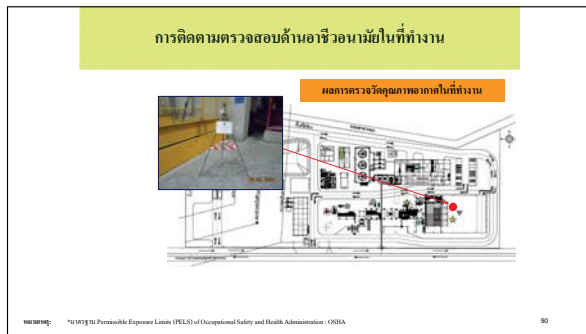 การติดตามตรวจสอบด้านอาชีวอนามัยในที่ทำงาน
ผลการตรวจวัดคุณภาพอากาศในที่ทำงาน
หมายเหตุ: *มาตรฐาน Permissible Exposure Limits (PELS) of Occupational Safety and Health Administration : OSHA
90